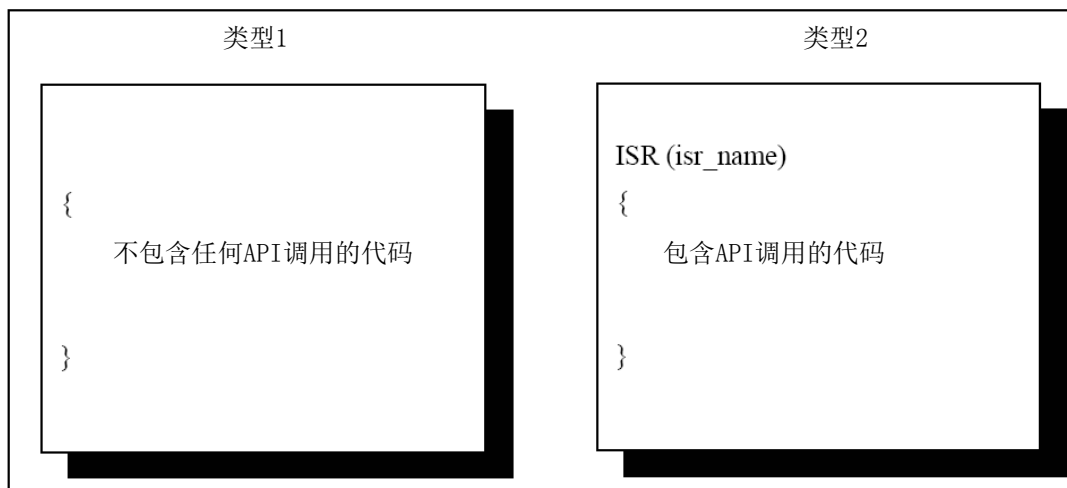 类型1
{
不包含任何API调用的代码
}
类型2
ISR (isr_name)
{
包含API调用的代码
}